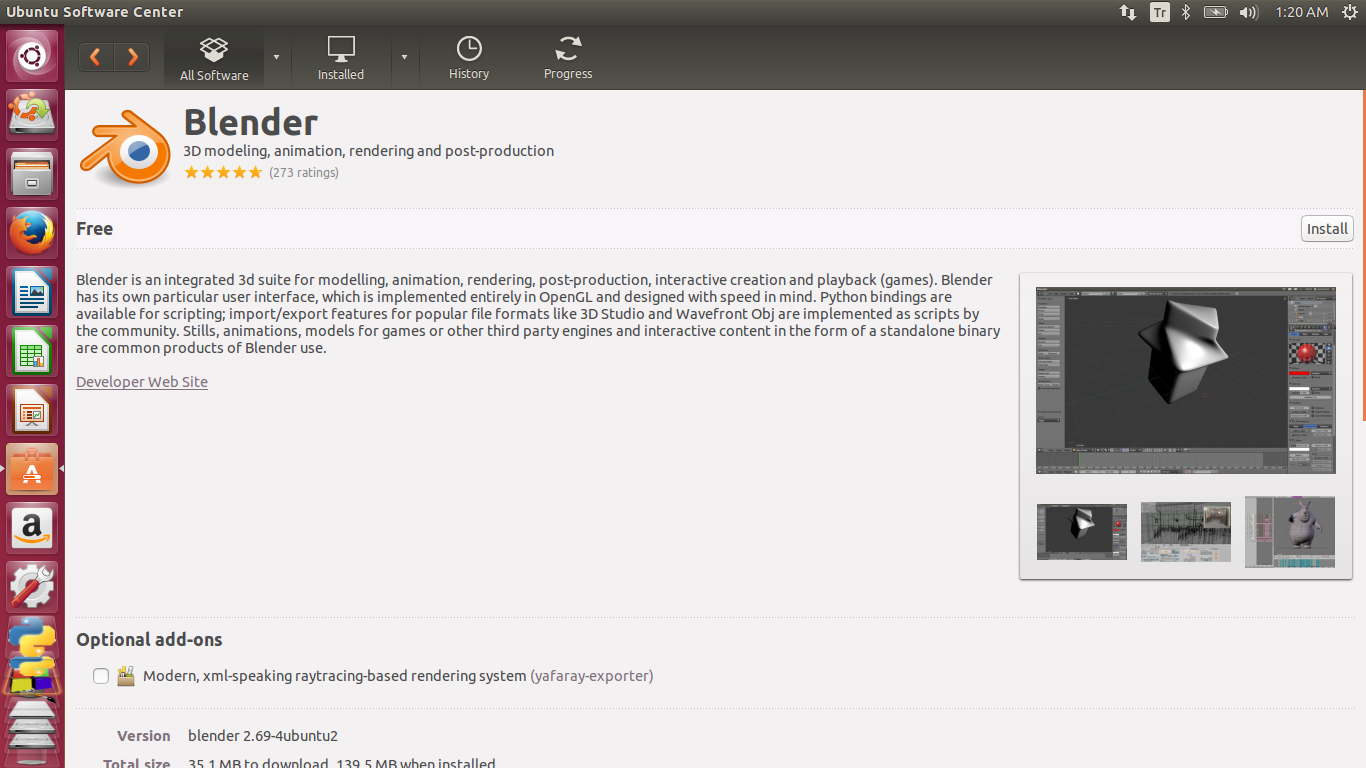 Ubuntu Software Center
Tr
1:20 AM
All Software
Installed
History
Progress
Blender
3D modeling, animation, rendering and post-production
(273 ratings)
Free
Install
Blender is an integrated 3d suite for modelling, animation, rendering, post-production, interactive creation and playback (games). Blender
has its own particular user interface, which is implemented entirely in OpenGL and designed with speed in mind. Python bindings are
available for scripting; import/export features for popular file formats like 3D Studio and Wavefront Obj are implemented as scripts by
the community. Stills, animations, models for games or other third party engines and interactive content in the form of a standalone binary
are common products of Blender use.
Developer Web Site
Optional add-ons
Modern, xml-speaking raytracing-based rendering system (yafaray-exporter)
Version blender 2.69-4ubuntu2
Total size 35.1 MB to download, 139.5 MB when installed